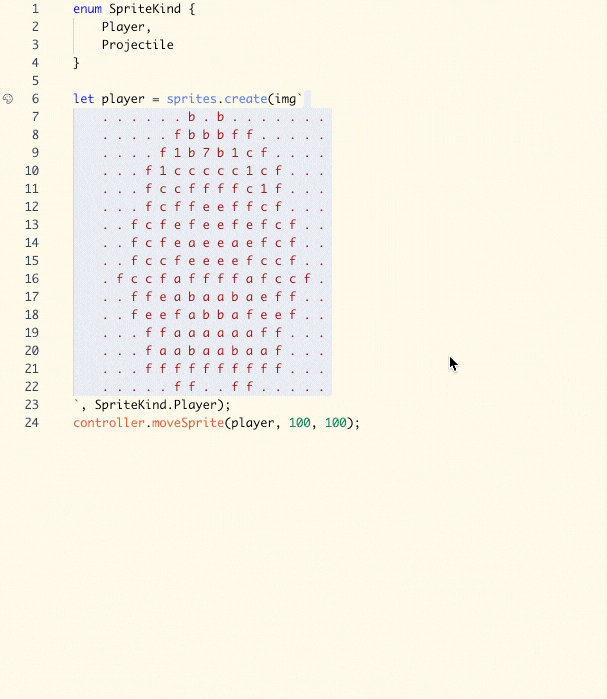 1 enum SpriteKind {
2 Player,
3 Projectile
4 }
5
6 let player = sprites.create(img`
7 . . . . . . b . b . . . . . . .
8 . . . . . f b b b f f . . . . .
9 . . . . f 1 b 7 b 1 c f . . . .
10 . . . f 1 c c c c c 1 c f . . .
11 . . . f c c f f f f f c 1 f . . .
12 . . . f c f f e e f f c f . . .
13 . . f c f e f e e f e f c f . .
14 . . f c f e a e e a e f c f . .
15 . . f c c f e e e e f c c f . .
16 . f c c f a f f f f a f c c f .
17 . . f f e a b a a b a e f f . .
18 . . f e e f a b b a f e e f . .
19 . . . f f a a a a a a f f . . .
20 . . . f a a b a a b a a f . . .
21 . . . f f f f f f f f f f . . .
22 . . . . . f f . . f f . . . . .
23 `, SpriteKind.Player);
24 controller.moveSprite(player, 100, 100);